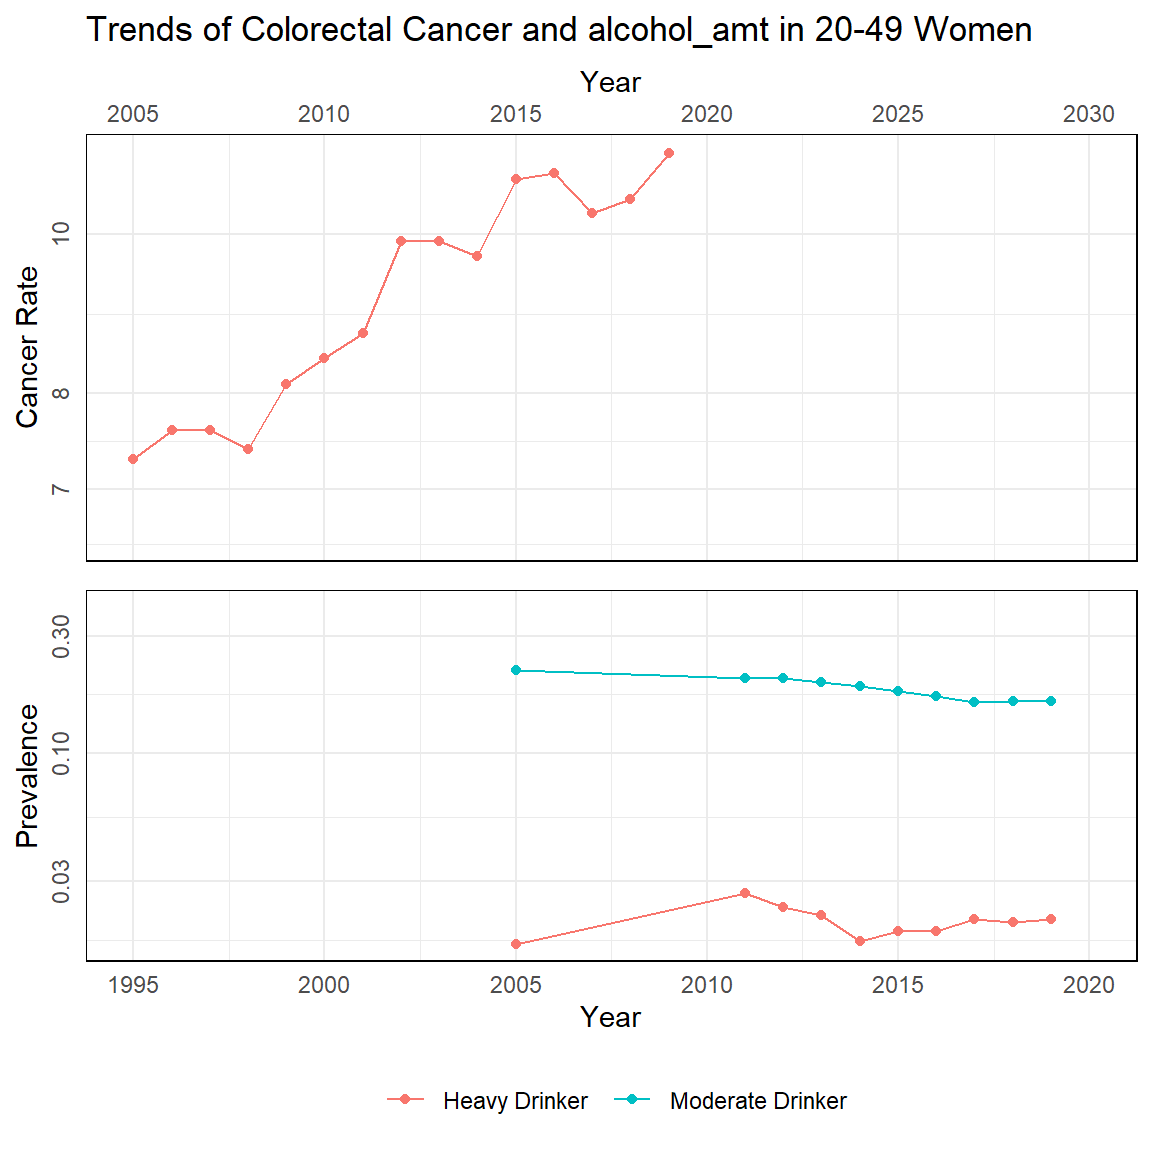 Trends of Colorectal Cancer and alcohol_amt in 20-49 Women
Year
2005 2010 2015 2020 2025 2030
Cancer Rate
10
8
7
Prevalence
0.30
0.10
0.03
1995 2000 2005 2010 2015 2020
Year
Heavy Drinker Moderate Drinker